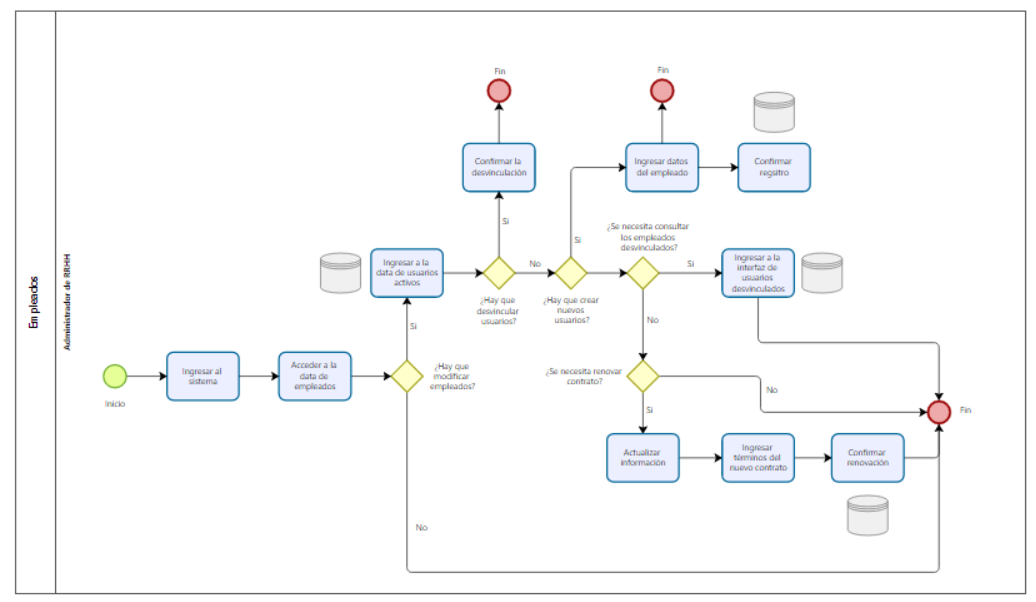 Empleados
Administrador de RRHH
Inicio
Ingresar al
sistema
Acceder a la
data de
empleados
¿Hay que
modificar
empleados?
Si
No
Ingresar a la
data de usuarios
activos
¿Hay que
desvincular
usuarios?
Si
No
Confirmar la
desvinculación
Fin
¿Hay que crear
nuevos
usuarios?
Si
Ingresar datos
del empleado
Fin
Confirmar
regsitro
¿Se necesita consultar
los empleados
desvinculados?
Si
No
Ingresar a la
interfaz de
usuarios
desvinculados
¿Se necesita renovar
contrato?
No
Si
Actualizar
información
Ingresar
términos del
nuevo contrato
Confirmar
renovación
Fin